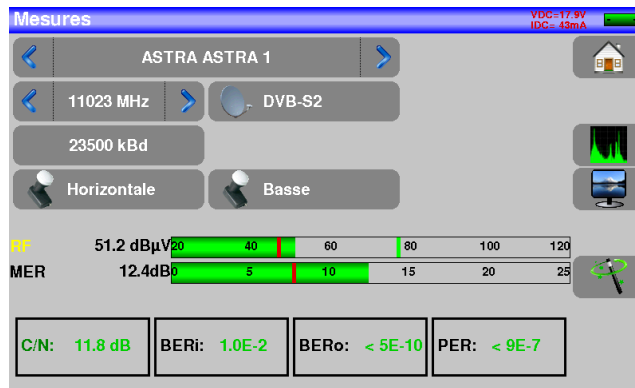 Mesures
VDC=17.9V
IDC= 43mA
ASTRA ASTRA 1
11023 MHz
DVB-S2
23500 kBd
Horizontale
Basse
RF 51.2 dBµV 20 40 60 80 100 120
MER 12.4dB 0 5 10 15 20 25
C/N: 11.8 dB
BERi: 1.0E-2
BERo: < 5E-10
PER: < 9E-7